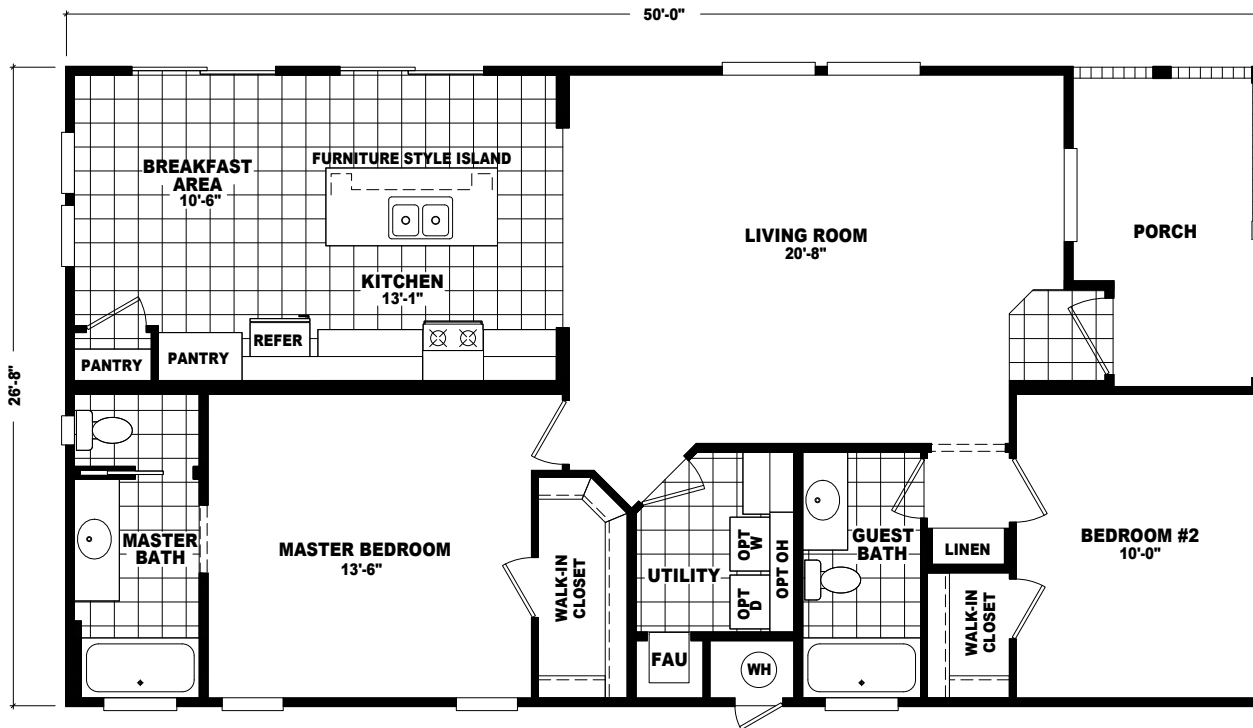 50'-0"
26'-8"
BREAKFAST
AREA
10'-6"
FURNITURE STYLE ISLAND
KITCHEN
13'-1"
LIVING ROOM
20'-8"
PORCH
PANTRY
PANTRY
REFER
MASTER
BATH
MASTER BEDROOM
13'-6"
WALK-IN
CLOSET
UTILITY
OPT
W
OPT
D
OPT OH
GUEST
BATH
LINEN
BEDROOM #2
10'-0"
WALK-IN
CLOSET
FAU
WH